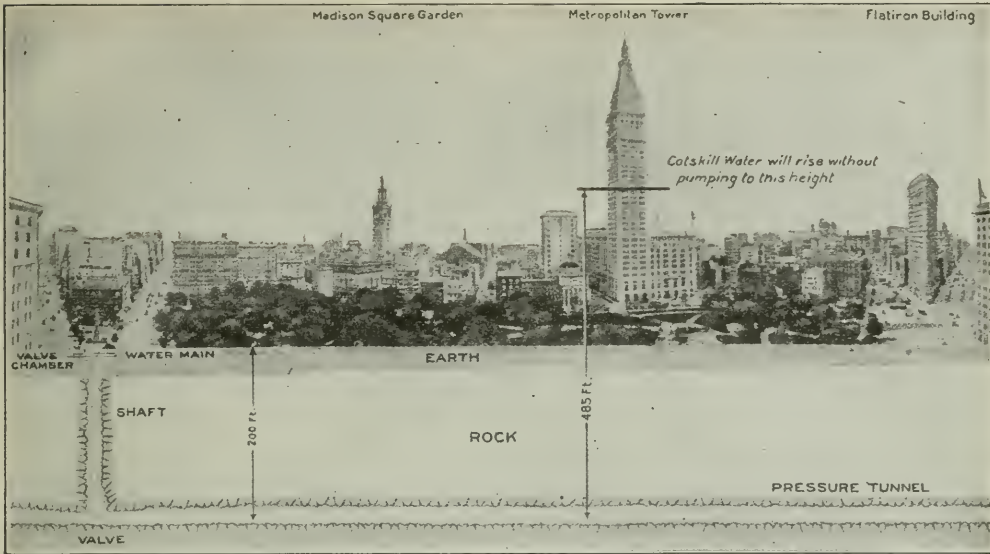 Madison Square Garden
Metropolitan Tower
Flatiron Building
Catskill Water will rise without
pumping to this height
VALVE
CHAMBER
WATER MAIN
EARTH
SHAFT
200 Ft.
485 Ft.
ROCK
PRESSURE TUNNEL
VALVE